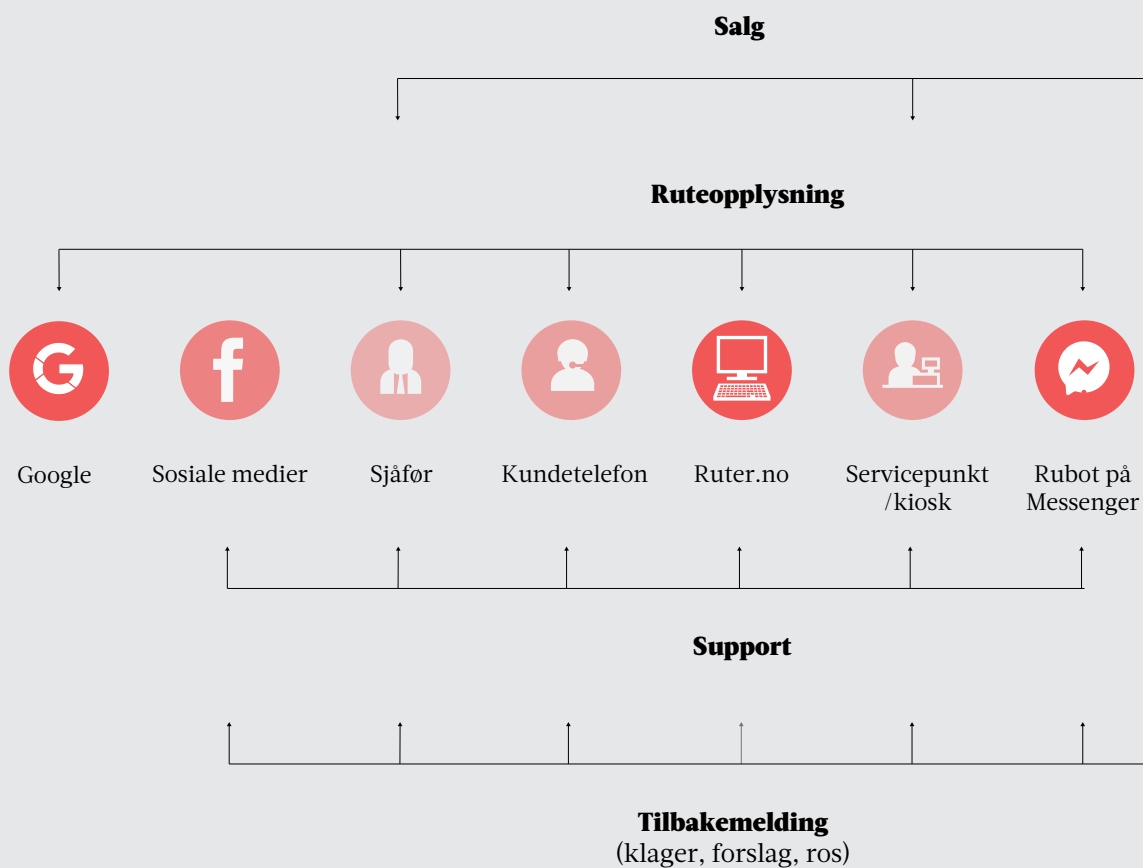 Salg
Ruteopplysning
Google
Sosiale medier
Sjåfør
Kundetelefon
Ruter.no
Servicepunkt
/kiosk
Rubot på
Messenger
Support
Tilbakemelding
(klager, forslag, ros)